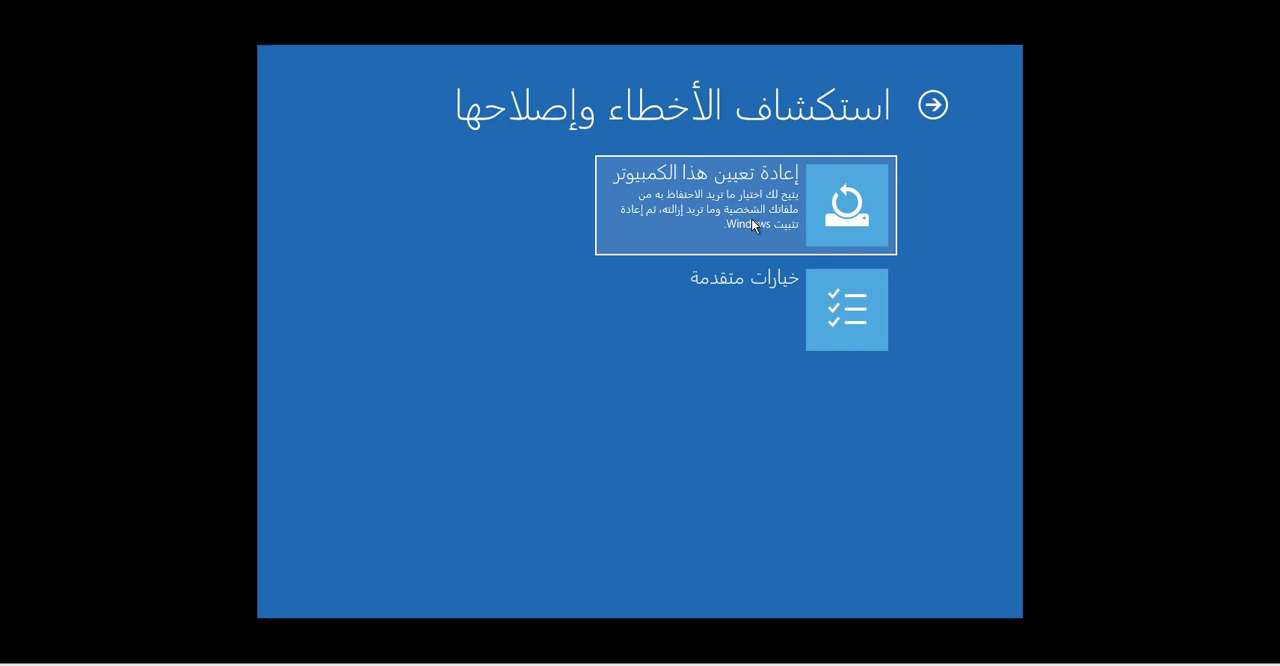 استكشاف الأخطاء وإصلاحها
إعادة تعيين هذا الكمبيوتر
يتيح لك اختيار ما تريد الاحتفاظ به من
ملفاتك الشخصية وما تريد إزالته، ثم إعادة
تثبيت Windows.
خيارات متقدمة